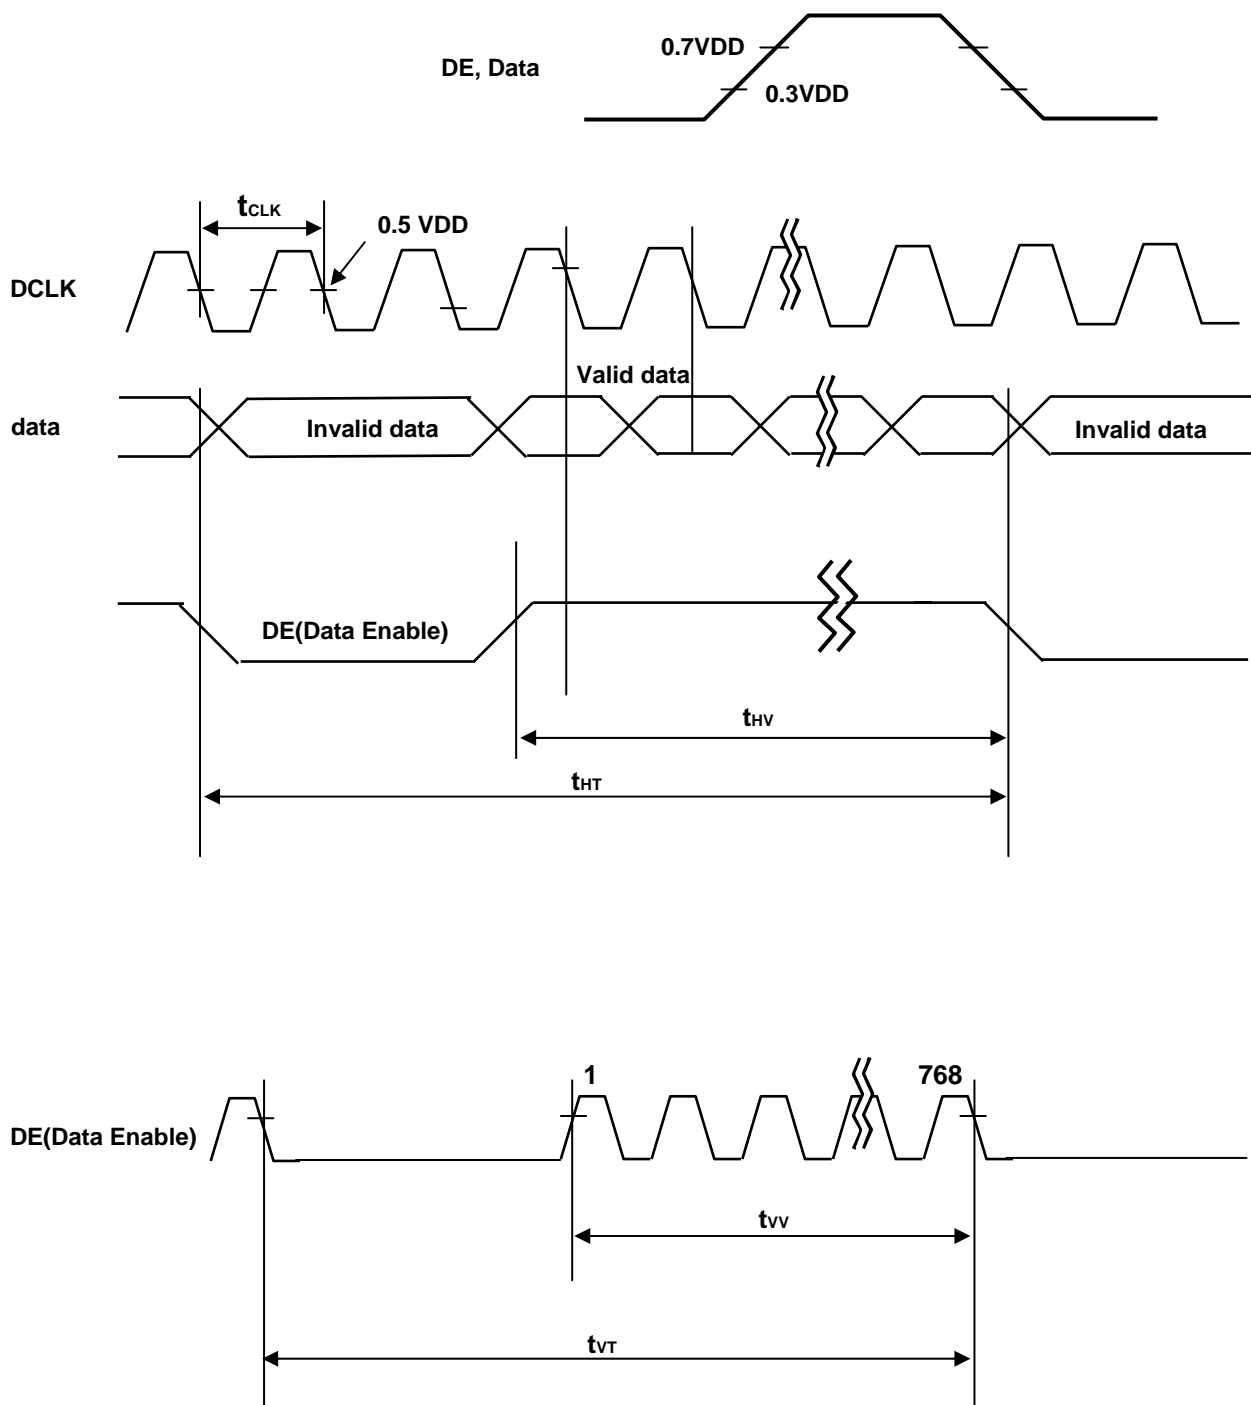 0.7VDD
DE, Data
0.3VDD
tCLK
0.5 VDD
DCLK
Valid data
data
Invalid data
Invalid data
DE(Data Enable)
tHV
tHT
1
768
DE(Data Enable)
tVV
tVT